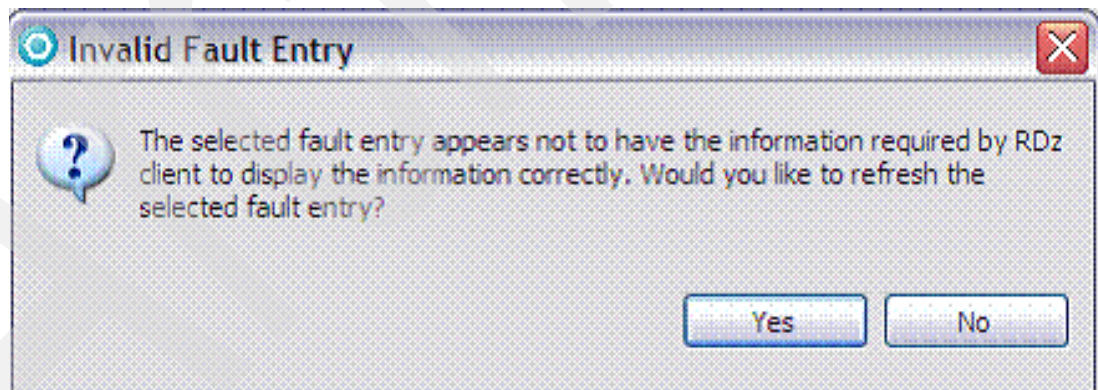 Invalid Fault Entry
The selected fault entry appears not to have the information required by RDz
client to display the information correctly. Would you like to refresh the
selected fault entry?
Yes No